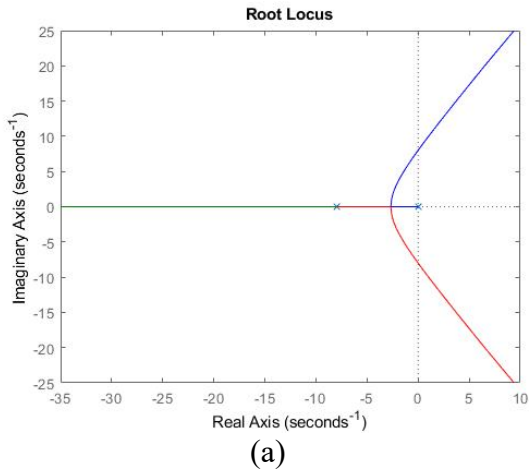 Root Locus
25
20
15
10
5
0
-5
-10
-15
-20
-25
Imaginary Axis (seconds⁻¹)
-35 -30 -25 -20 -15 -10 -5 0 5 10
Real Axis (seconds⁻¹)
(a)